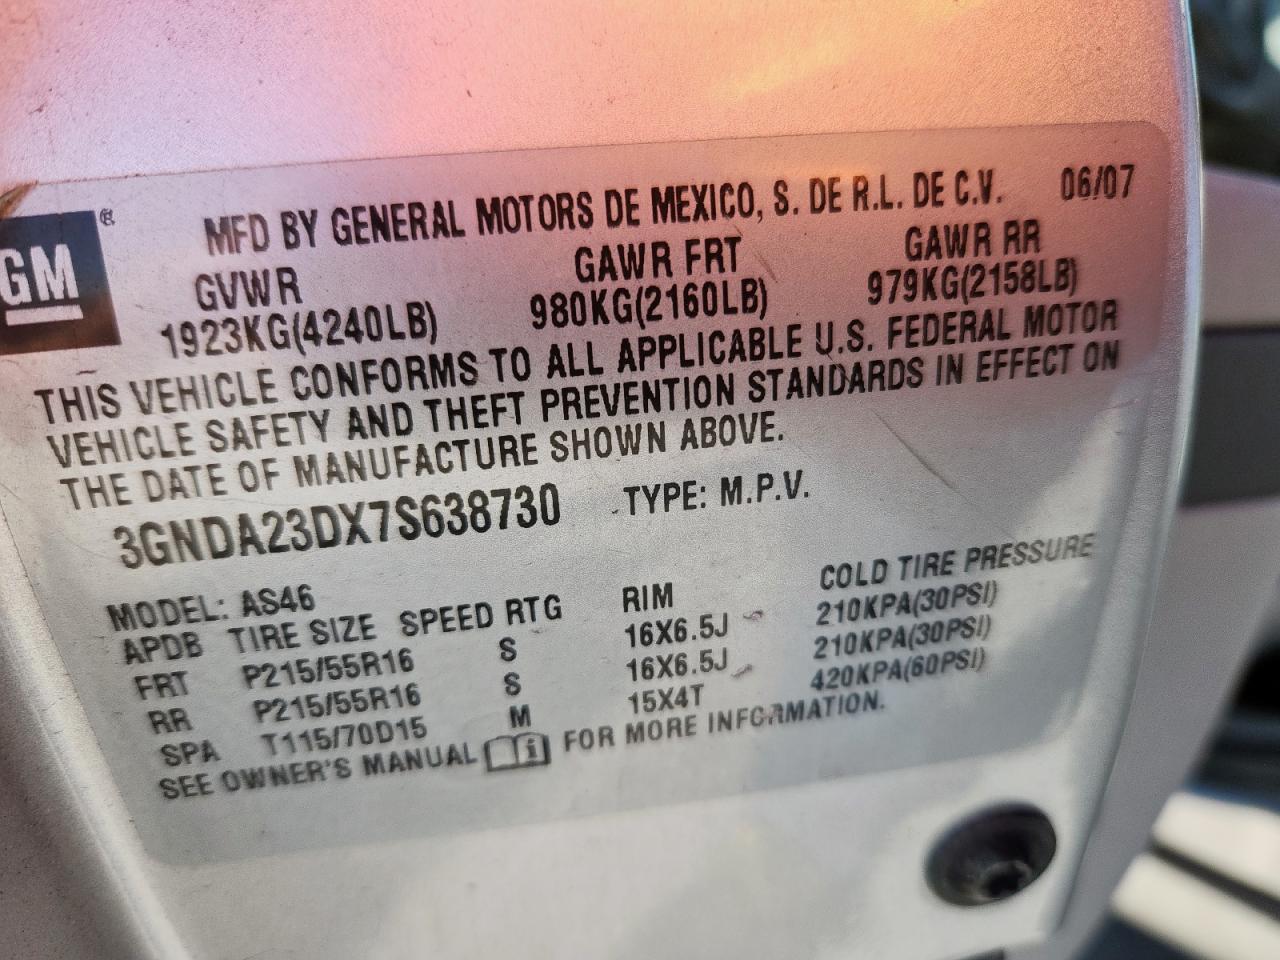 GM ®
MFD BY GENERAL MOTORS DE MEXICO, S. DE R.L. DE C.V. 06/07
GVWR GAWR FRT GAWR RR
1923KG(4240LB) 980KG(2160LB) 979KG(2158LB)
THIS VEHICLE CONFORMS TO ALL APPLICABLE U.S. FEDERAL MOTOR
VEHICLE SAFETY AND THEFT PREVENTION STANDARDS IN EFFECT ON
THE DATE OF MANUFACTURE SHOWN ABOVE.
3GNDA23DX7S638730 TYPE: M.P.V.
MODEL: AS46
APDB TIRE SIZE SPEED RTG RIM COLD TIRE PRESSURE
FRT P215/55R16 S 16X6.5J 210KPA(30PSI)
RR P215/55R16 S 16X6.5J 210KPA(30PSI)
SPA T115/70D15 M 15X4T 420KPA(60PSI)
SEE OWNER'S MANUAL i FOR MORE INFORMATION.